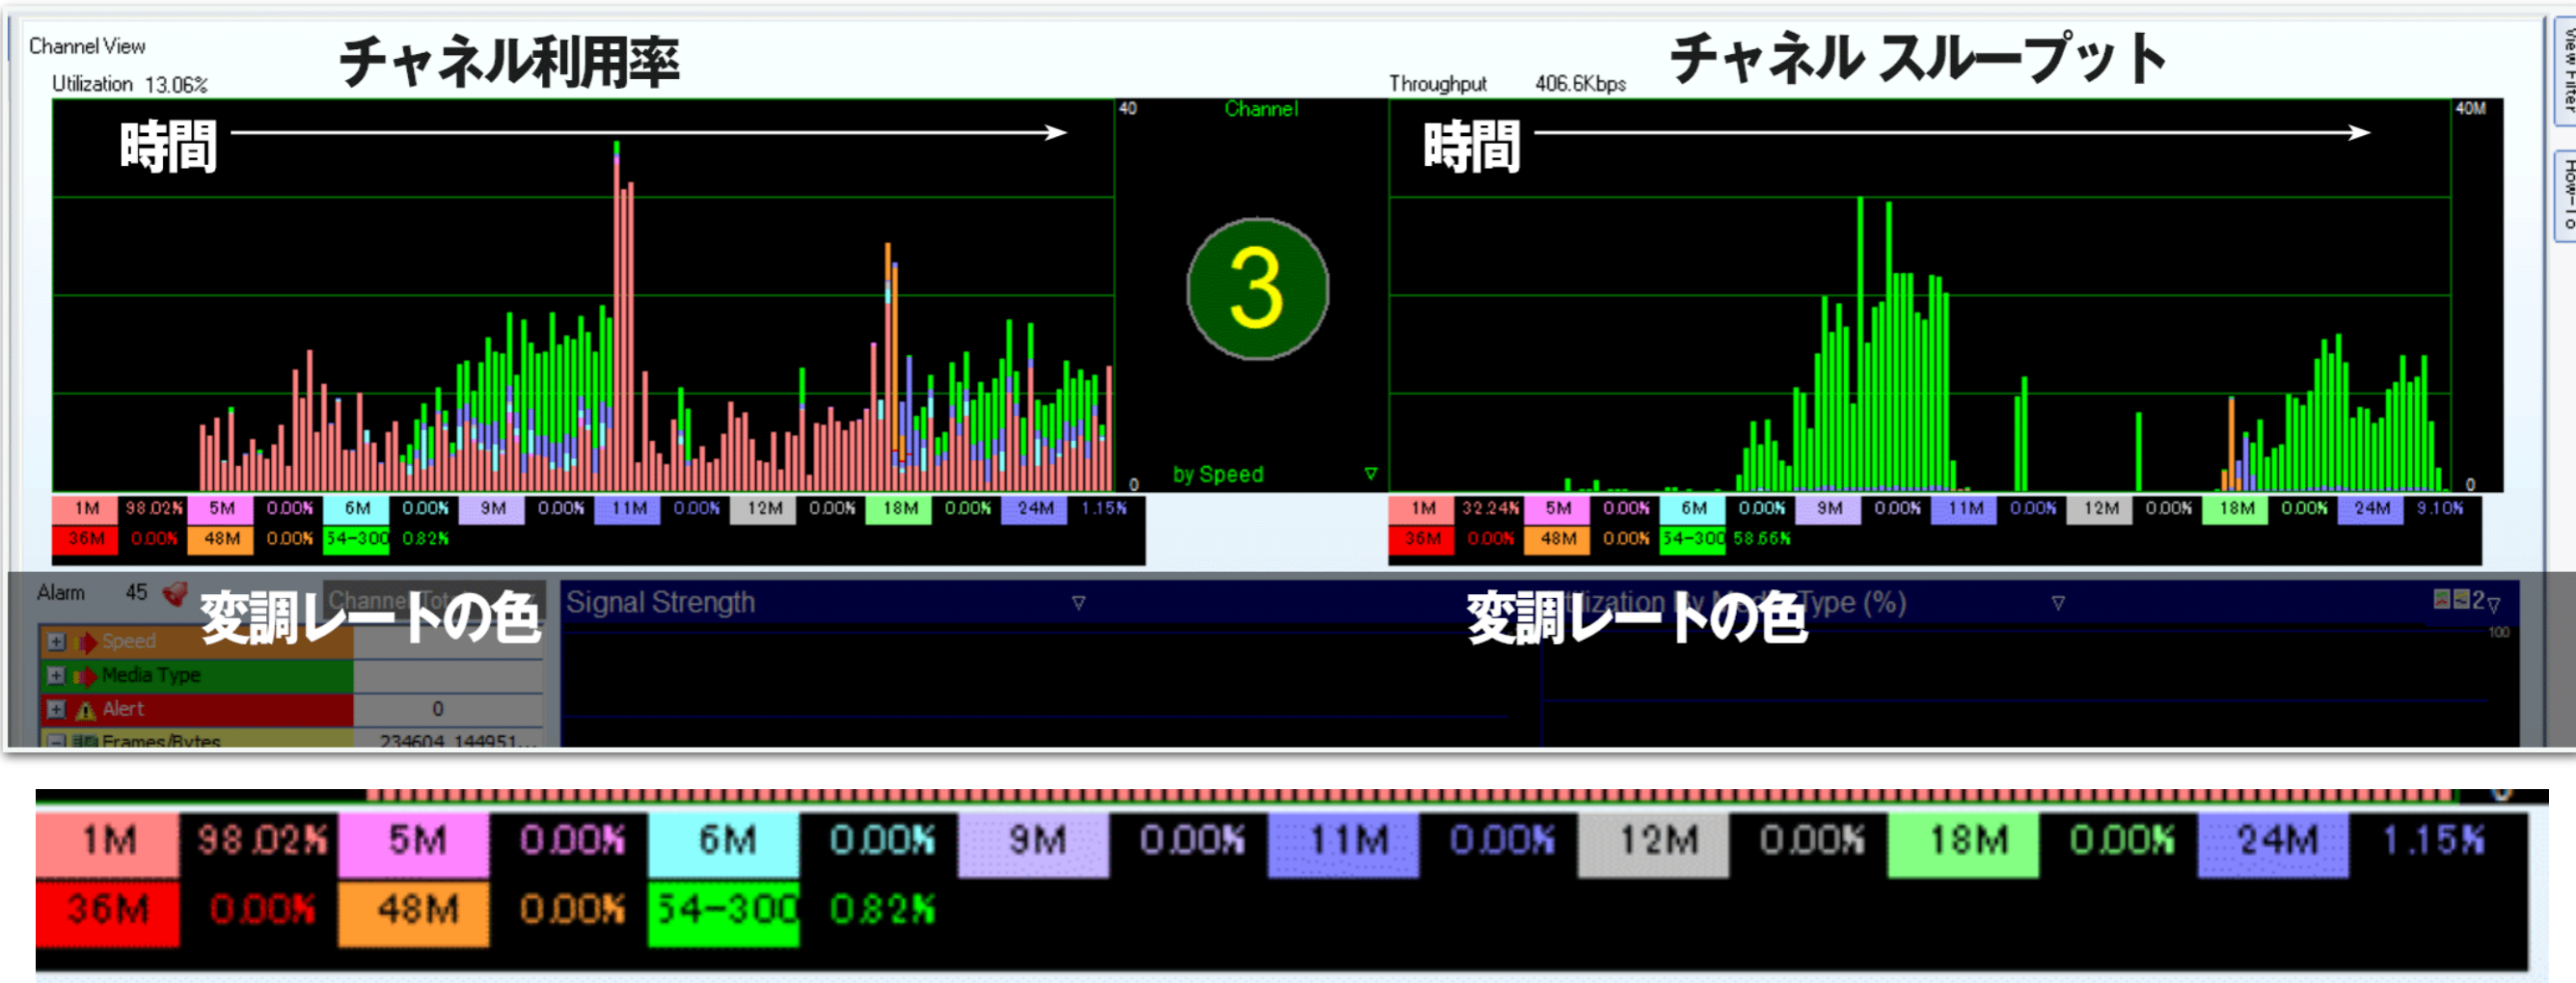 Channel View
チャネル利用率
チャネル スループット
Utilization 13.06%
Throughput 406.6Kbps
View Filter
How-To
時間
40
Channel
時間
40M
3
by Speed
0
0
1M 98.02% 5M 0.00% 6M 0.00% 9M 0.00% 11M 0.00% 12M 0.00% 18M 0.00% 24M 1.15%
36M 0.00% 48M 0.00% 54-300 0.82%
1M 32.24% 5M 0.00% 6M 0.00% 9M 0.00% 11M 0.00% 12M 0.00% 18M 0.00% 24M 9.10%
36M 0.00% 48M 0.00% 54-300 58.66%
Alarm 45
Channel
変調レートの色
Signal Strength
By Type (%)
変調レートの色
2
100
Speed
Media Type
Alert 0
Frames/Bytes 234604 144951...
1M 98.02% 5M 0.00% 6M 0.00% 9M 0.00% 11M 0.00% 12M 0.00% 18M 0.00% 24M 1.15%
36M 0.00% 48M 0.00% 54-300 0.82%